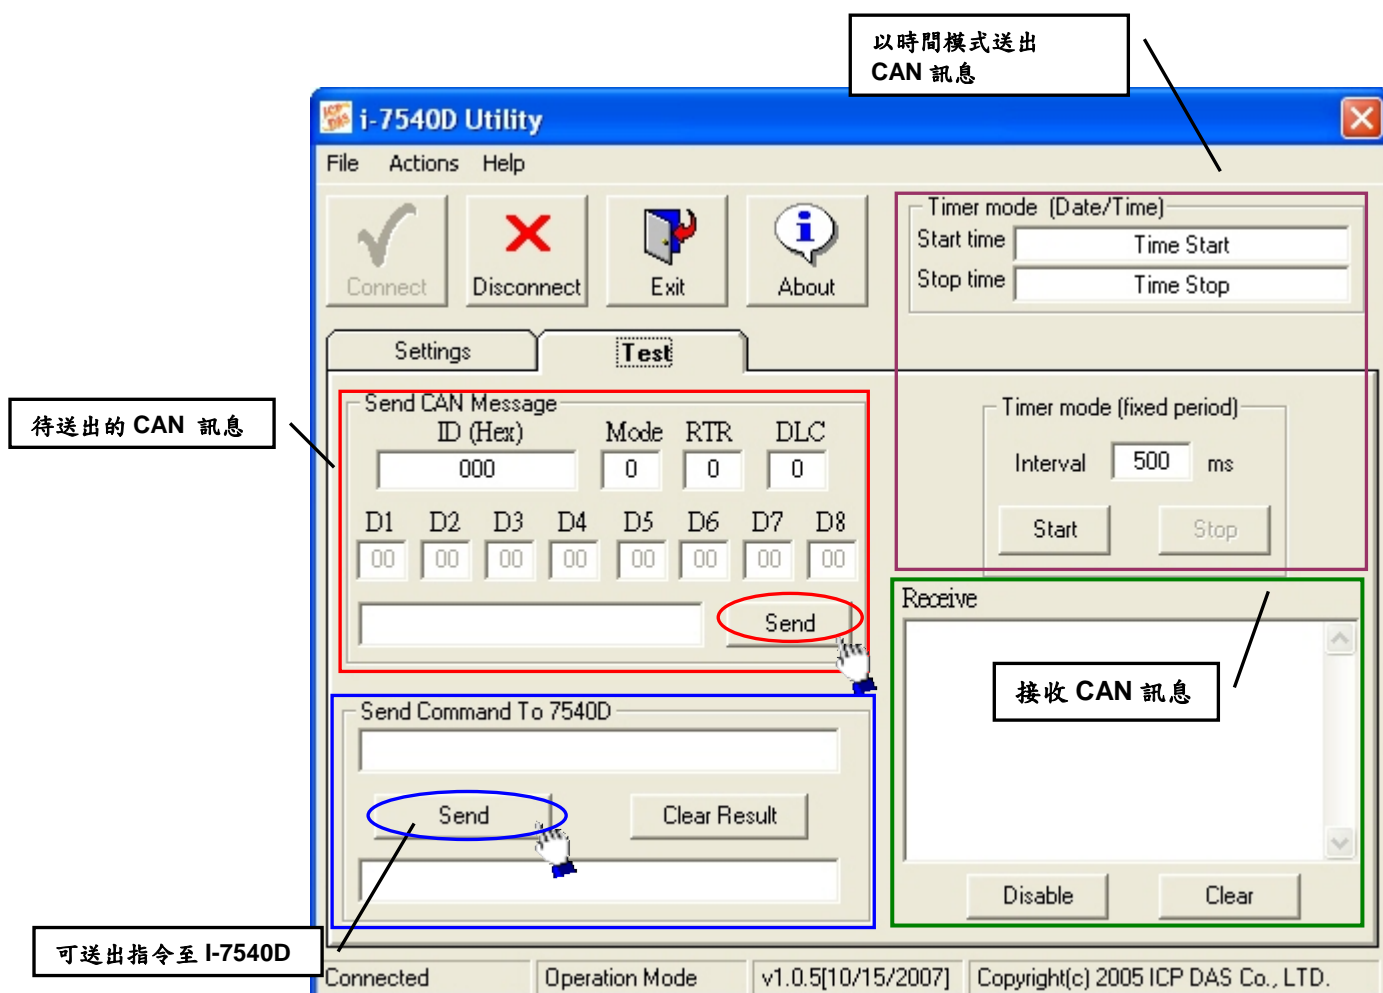 以時間模式送出
CAN 訊息
i-7540D Utility
File Actions Help
Connect Disconnect Exit About
Timer mode (Date/Time)
Start time Time Start
Stop time Time Stop
Settings Test
待送出的 CAN 訊息
Send CAN Message
ID (Hex) Mode RTR DLC
000 0 0 0
D1 D2 D3 D4 D5 D6 D7 D8
00 00 00 00 00 00 00 00
Send
Timer mode (fixed period)
Interval 500 ms
Start Stop
Receive
接收 CAN 訊息
Send Command To 7540D
Send Clear Result
Disable Clear
可送出指令至 I-7540D
Connected Operation Mode v1.0.5[10/15/2007] Copyright(c) 2005 ICP DAS Co., LTD.